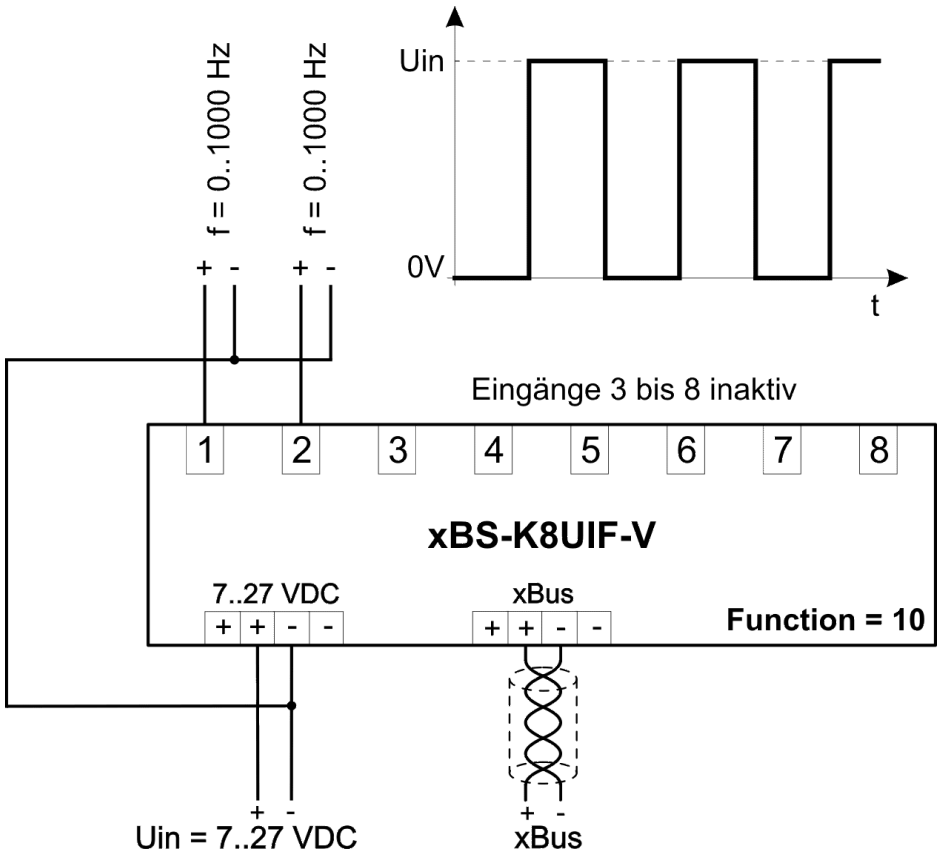 f = 0..1000 Hz
f = 0..1000 Hz
+ - + -
Uin
0V
t
Eingänge 3 bis 8 inaktiv
1 2 3 4 5 6 7 8
xBS-K8UIF-V
7..27 VDC
+ + - -
xBus
+ + - -
Function = 10
+ -
Uin = 7..27 VDC
+ -
xBus